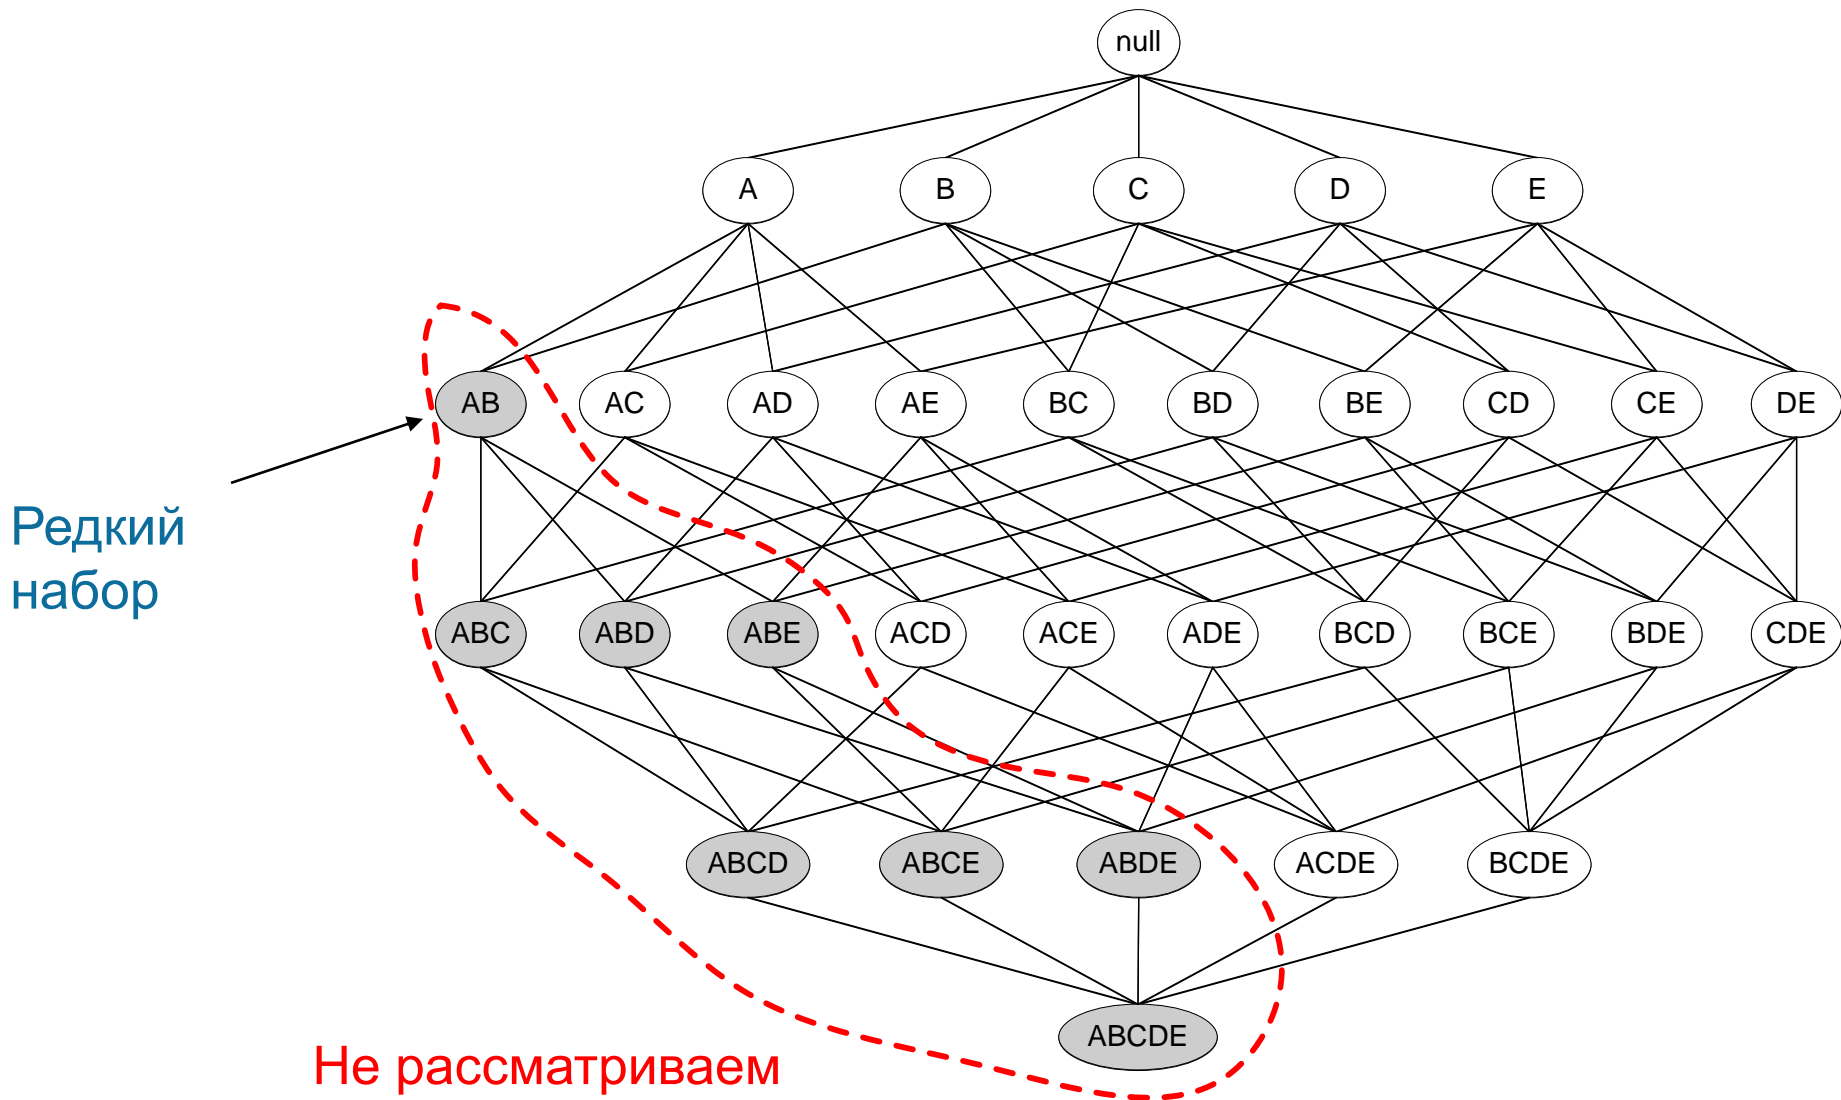 null
A B C D E
AB AC AD AE BC BD BE CD CE DE
Редкий
набор
ABC ABD ABE ACD ACE ADE BCD BCE BDE CDE
ABCD ABCE ABDE ACDE BCDE
ABCDE
Не рассматриваем